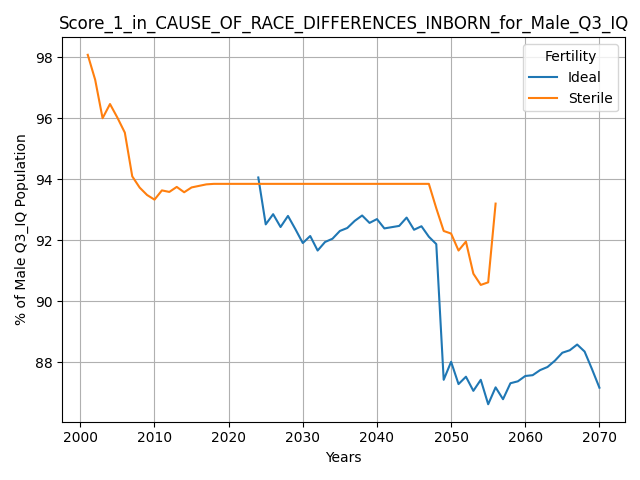 Score_1_in_CAUSE_OF_RACE_DIFFERENCES_INBORN_for_Male_Q3_IQ
Fertility
Ideal
Sterile
% of Male Q3_IQ Population
98
96
94
92
90
88
2000 2010 2020 2030 2040 2050 2060 2070
Years